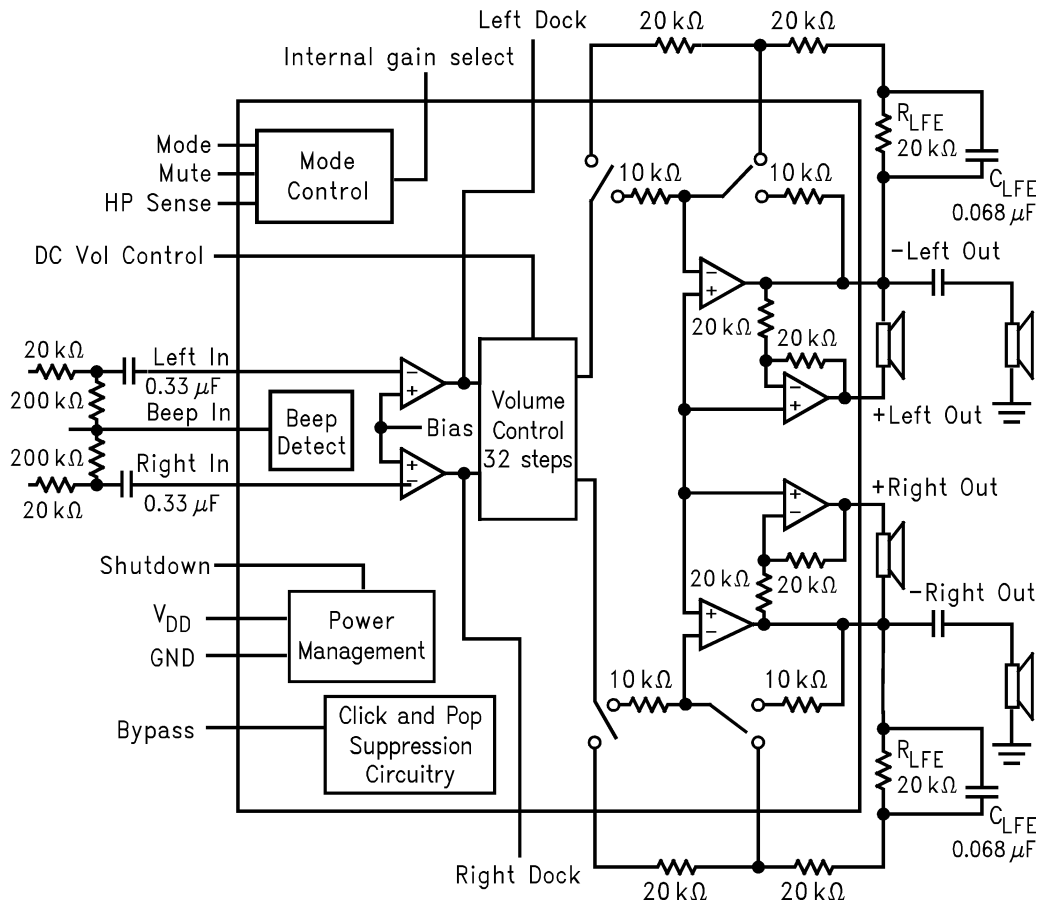 Left Dock
20 kΩ
20 kΩ
Internal gain select
R_LFE
20 kΩ
C_LFE
0.068 µF
Mode
Mute
HP Sense
Mode
Control
10 kΩ
10 kΩ
DC Vol Control
-Left Out
20 kΩ
20 kΩ
−
+
−
+
+Left Out
20 kΩ
Left In
0.33 µF
200 kΩ
Beep In
Beep
Detect
−
+
Bias
Volume
Control
32 steps
200 kΩ
Right In
20 kΩ
0.33 µF
+
−
+Right Out
+
−
20 kΩ
20 kΩ
+
−
-Right Out
Shutdown
V_DD
GND
Power
Management
10 kΩ
10 kΩ
Bypass
Click and Pop
Suppression
Circuitry
R_LFE
20 kΩ
C_LFE
0.068 µF
Right Dock
20 kΩ
20 kΩ